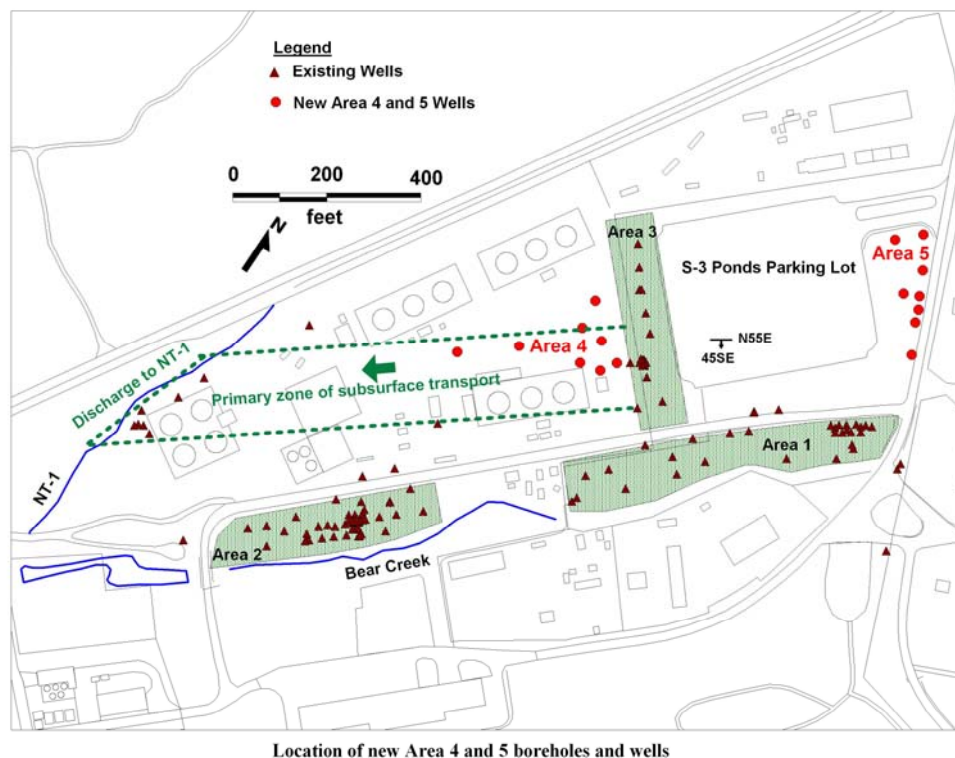 Legend
Existing Wells
New Area 4 and 5 Wells
0 200 400
feet
N
Area 3
Area 5
S-3 Ponds Parking Lot
N55E
45SE
Area 4
Discharge to NT-1
Primary zone of subsurface transport
NT-1
Area 1
Area 2
Bear Creek
Location of new Area 4 and 5 boreholes and wells